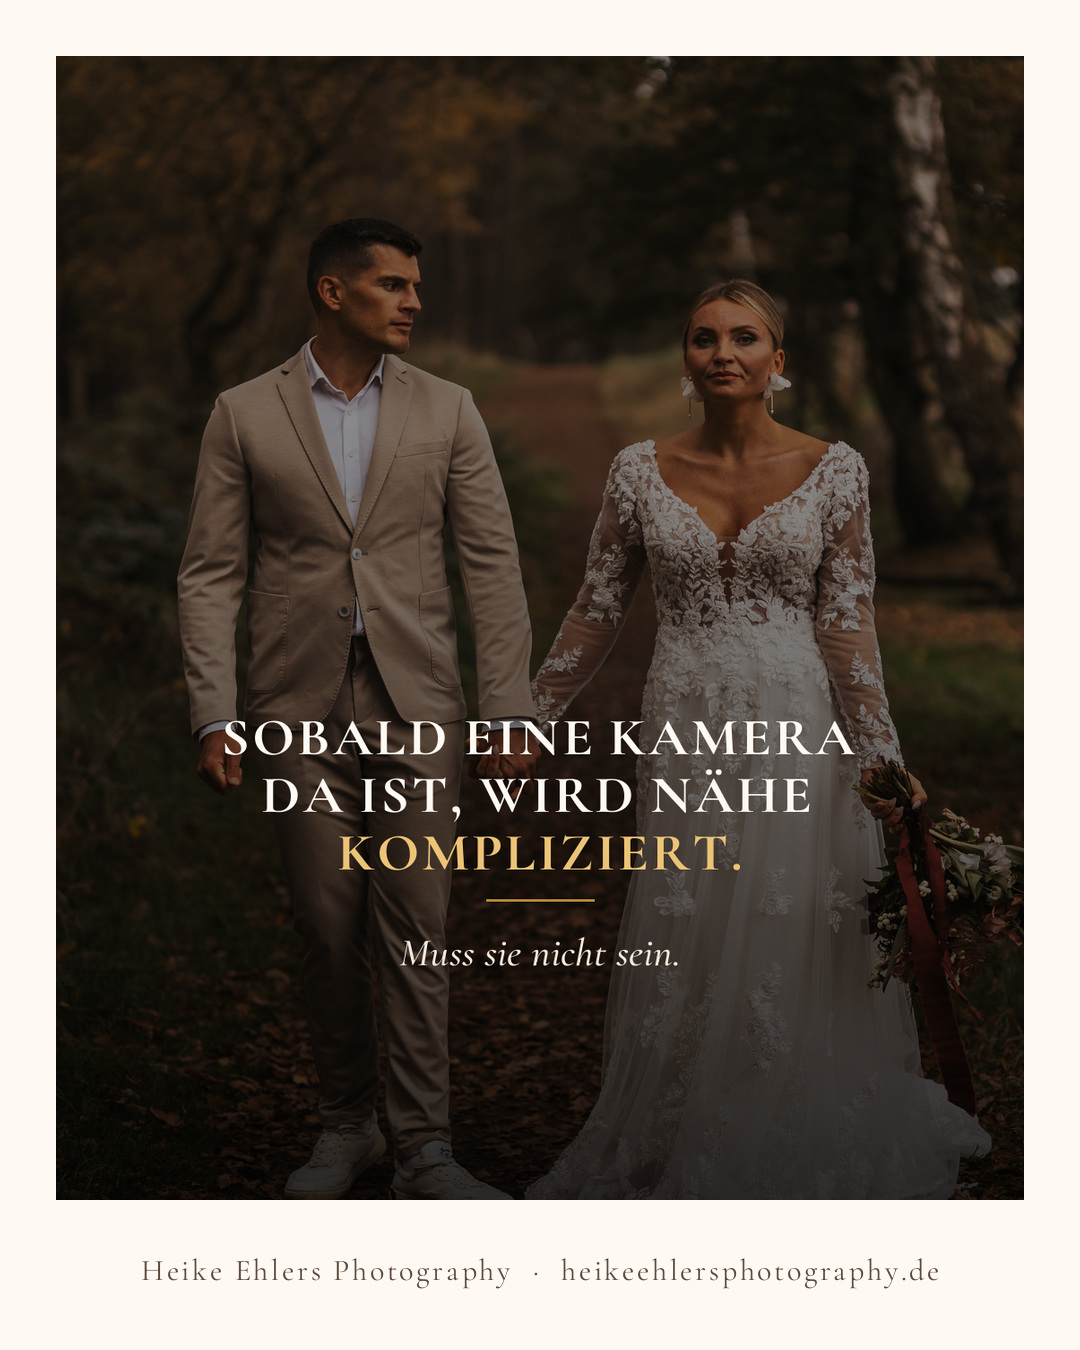 SOBALD EINE KAMERA
DA IST, WIRD NÄHE
KOMPLIZIERT.
Muss sie nicht sein.
Heike Ehlers Photography · heikeehlersphotography.de